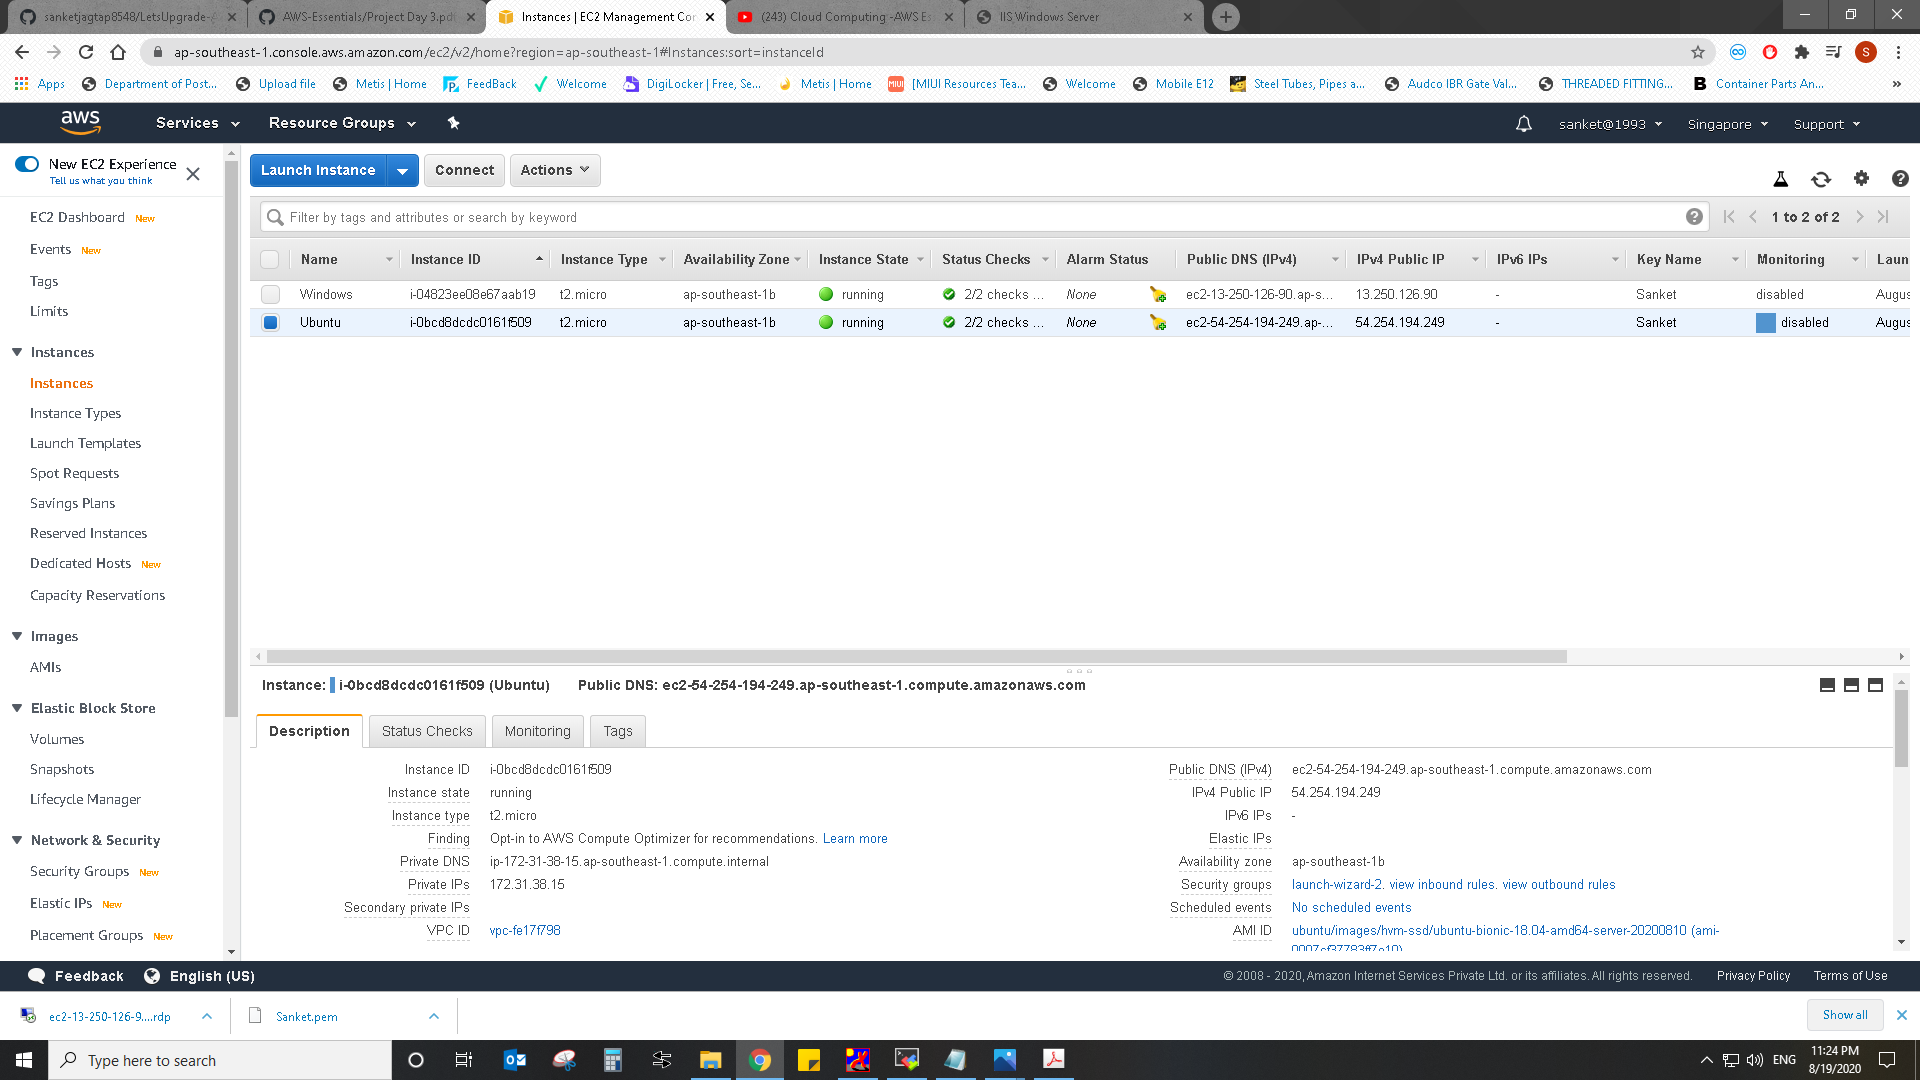 sanketjagtap8548/LetsUpgrade-
AWS-Essentials/Project Day 3.pdf
Instances | EC2 Management Con
(243) Cloud Computing -AWS Es
IIS Windows Server
ap-southeast-1.console.aws.amazon.com/ec2/v2/home?region=ap-southeast-1#Instances:sort=instanceId
S
Apps
Department of Post...
Upload file
Metis | Home
FeedBack
Welcome
DigiLocker | Free, Se...
Metis | Home
[MIUI Resources Tea...
Welcome
Mobile E12
Steel Tubes, Pipes a...
Audco IBR Gate Val...
THREADED FITTING...
Container Parts An...
»
aws
Services
Resource Groups
sanket@1993
Singapore
Support
New EC2 Experience
Tell us what you think
EC2 Dashboard New
Events New
Tags
Limits
Instances
Instances
Instance Types
Launch Templates
Spot Requests
Savings Plans
Reserved Instances
Dedicated Hosts New
Capacity Reservations
Images
AMIs
Elastic Block Store
Volumes
Snapshots
Lifecycle Manager
Network & Security
Security Groups New
Elastic IPs New
Placement Groups New
Launch Instance
Connect
Actions
Filter by tags and attributes or search by keyword
1 to 2 of 2
Name Instance ID Instance Type Availability Zone Instance State Status Checks Alarm Status Public DNS (IPv4) IPv4 Public IP IPv6 IPs Key Name Monitoring Laun
Windows i-04823ee08e67aab19 t2.micro ap-southeast-1b running 2/2 checks ... None ec2-13-250-126-90.ap-s... 13.250.126.90 - Sanket disabled Augus
Ubuntu i-0bcd8dcdc0161f509 t2.micro ap-southeast-1b running 2/2 checks ... None ec2-54-254-194-249.ap-... 54.254.194.249 - Sanket disabled Augus
Instance: i-0bcd8dcdc0161f509 (Ubuntu) Public DNS: ec2-54-254-194-249.ap-southeast-1.compute.amazonaws.com
Description
Status Checks
Monitoring
Tags
Instance ID i-0bcd8dcdc0161f509
Instance state running
Instance type t2.micro
Finding Opt-in to AWS Compute Optimizer for recommendations. Learn more
Private DNS ip-172-31-38-15.ap-southeast-1.compute.internal
Private IPs 172.31.38.15
Secondary private IPs
VPC ID vpc-fe17f798
Public DNS (IPv4) ec2-54-254-194-249.ap-southeast-1.compute.amazonaws.com
IPv4 Public IP 54.254.194.249
IPv6 IPs -
Elastic IPs
Availability zone ap-southeast-1b
Security groups launch-wizard-2. view inbound rules. view outbound rules
Scheduled events No scheduled events
AMI ID ubuntu/images/hvm-ssd/ubuntu-bionic-18.04-amd64-server-20200810 (ami-
Feedback
English (US)
© 2008 - 2020, Amazon Internet Services Private Ltd. or its affiliates. All rights reserved.
Privacy Policy
Terms of Use
ec2-13-250-126-9....rdp
Sanket.pem
Show all
Type here to search
ENG
11:24 PM
8/19/2020